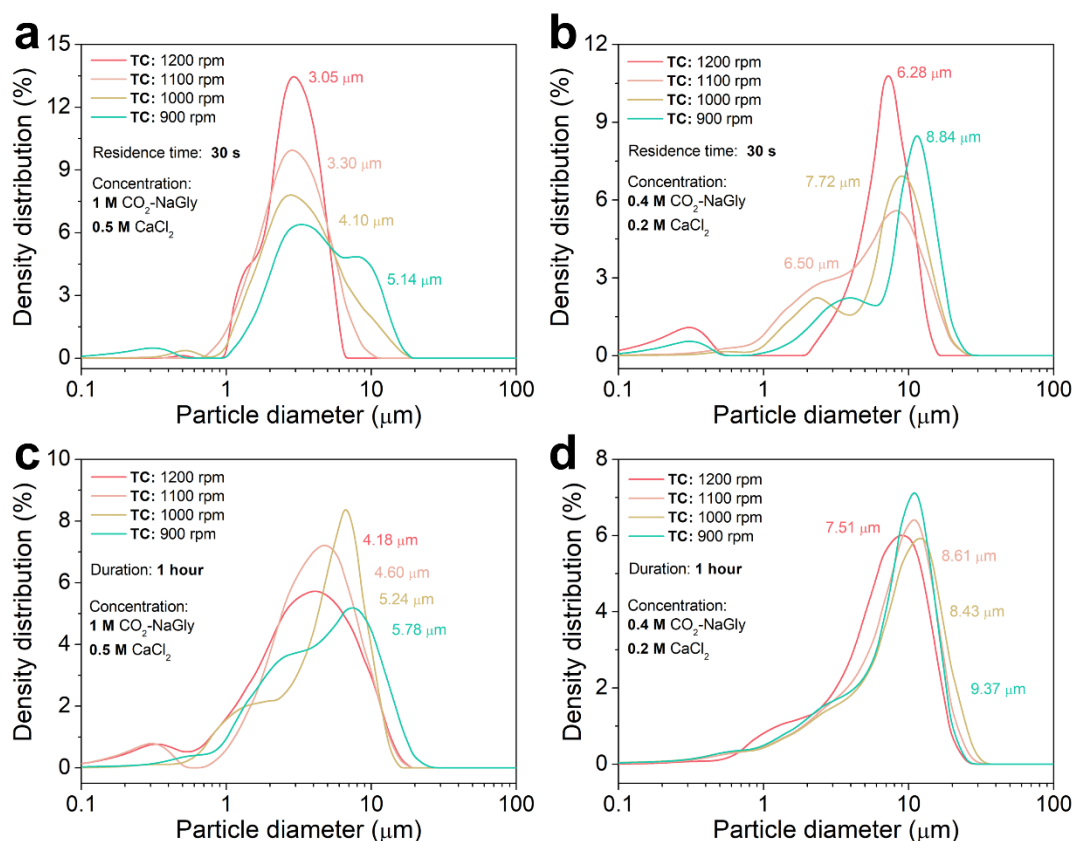 a
15
12
9
6
3
0
Density distribution (%)
TC: 1200 rpm
TC: 1100 rpm
TC: 1000 rpm
TC: 900 rpm
Residence time: 30 s
Concentration:
1 M CO₂-NaGly
0.5 M CaCl₂
3.05 μm
3.30 μm
4.10 μm
5.14 μm
0.1 1 10 100
Particle diameter (μm)
b
12
9
6
3
0
Density distribution (%)
TC: 1200 rpm
TC: 1100 rpm
TC: 1000 rpm
TC: 900 rpm
Residence time: 30 s
Concentration:
0.4 M CO₂-NaGly
0.2 M CaCl₂
6.28 μm
8.84 μm
7.72 μm
6.50 μm
0.1 1 10 100
Particle diameter (μm)
c
10
8
6
4
2
0
Density distribution (%)
TC: 1200 rpm
TC: 1100 rpm
TC: 1000 rpm
TC: 900 rpm
Duration: 1 hour
Concentration:
1 M CO₂-NaGly
0.5 M CaCl₂
4.18 μm
4.60 μm
5.24 μm
5.78 μm
0.1 1 10 100
Particle diameter (μm)
d
8
6
4
2
0
Density distribution (%)
TC: 1200 rpm
TC: 1100 rpm
TC: 1000 rpm
TC: 900 rpm
Duration: 1 hour
Concentration:
0.4 M CO₂-NaGly
0.2 M CaCl₂
7.51 μm
8.61 μm
8.43 μm
9.37 μm
0.1 1 10 100
Particle diameter (μm)